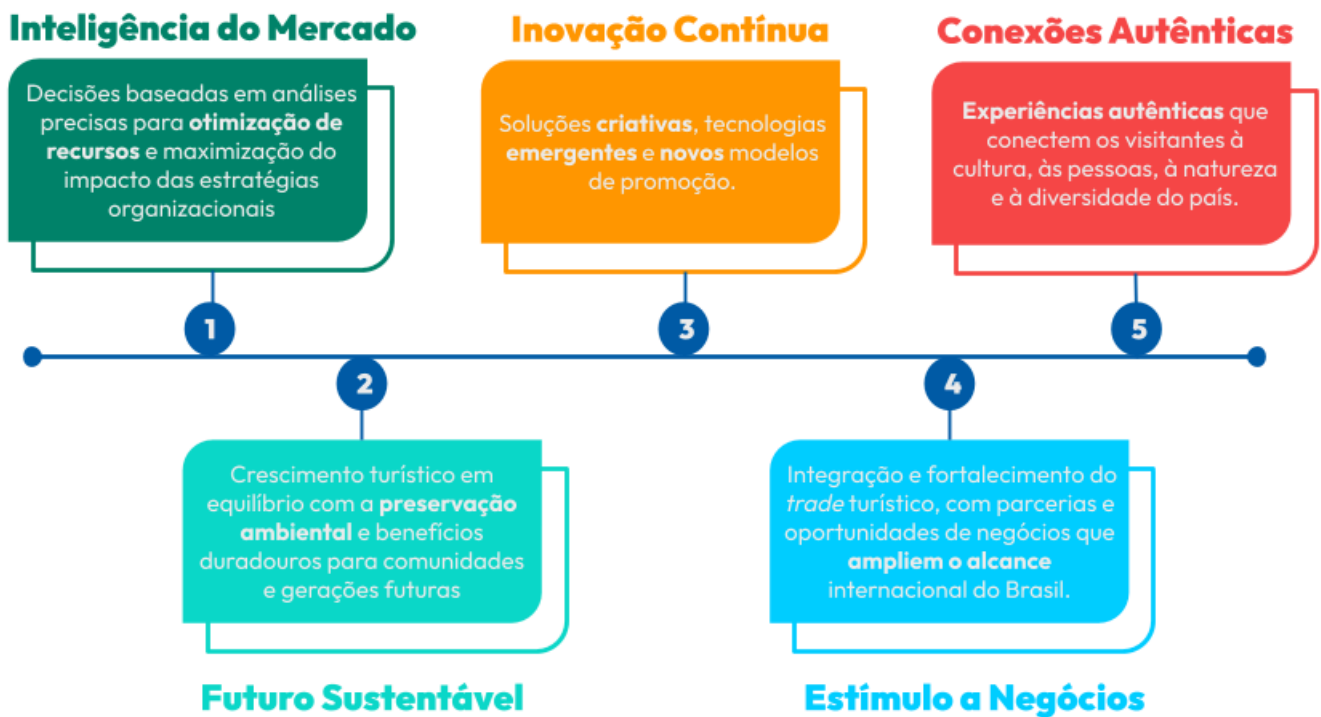 Inteligência do Mercado
Decisões baseadas em análises
precisas para otimização de
recursos e maximização do
impacto das estratégias
organizacionais
1
Futuro Sustentável
Crescimento turístico em
equilíbrio com a preservação
ambiental e benefícios
duradouros para comunidades
e gerações futuras
2
Inovação Contínua
Soluções criativas, tecnologias
emergentes e novos modelos
de promoção.
3
Estímulo a Negócios
Integração e fortalecimento do
trade turístico, com parcerias e
oportunidades de negócios que
ampliem o alcance
internacional do Brasil.
4
Conexões Autênticas
Experiências autênticas que
conectem os visitantes à
cultura, às pessoas, à natureza
e à diversidade do país.
5